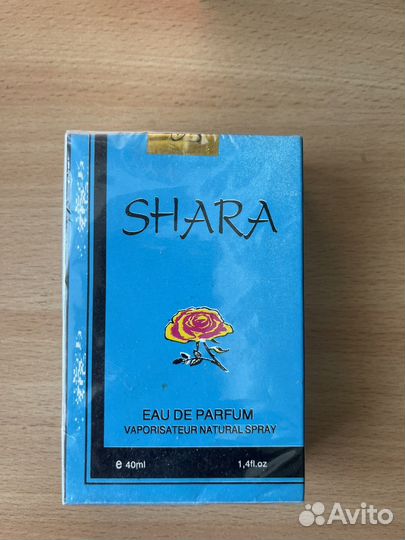 SHARA
EAU DE PARFUM
VAPORISATEUR NATURAL SPRAY
e 40ml 1,4fl.oz
Avito